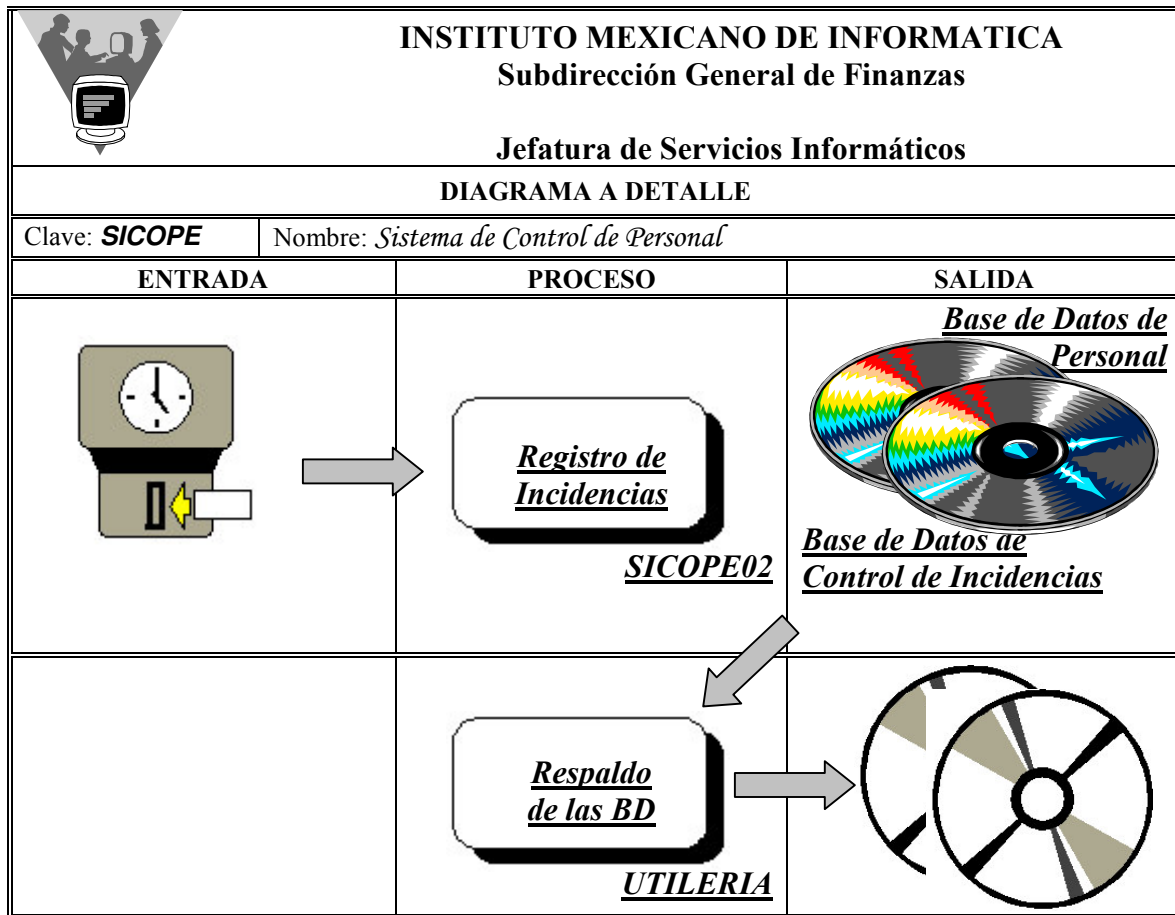 INSTITUTO MEXICANO DE INFORMATICA
Subdirección General de Finanzas
Jefatura de Servicios Informáticos
DIAGRAMA A DETALLE
Clave: SICOPE
Nombre: Sistema de Control de Personal
ENTRADA
PROCESO
SALIDA
Registro de
Incidencias
SICOPE02
Base de Datos de
Personal
Base de Datos de
Control de Incidencias
Respaldo
de las BD
UTILERIA